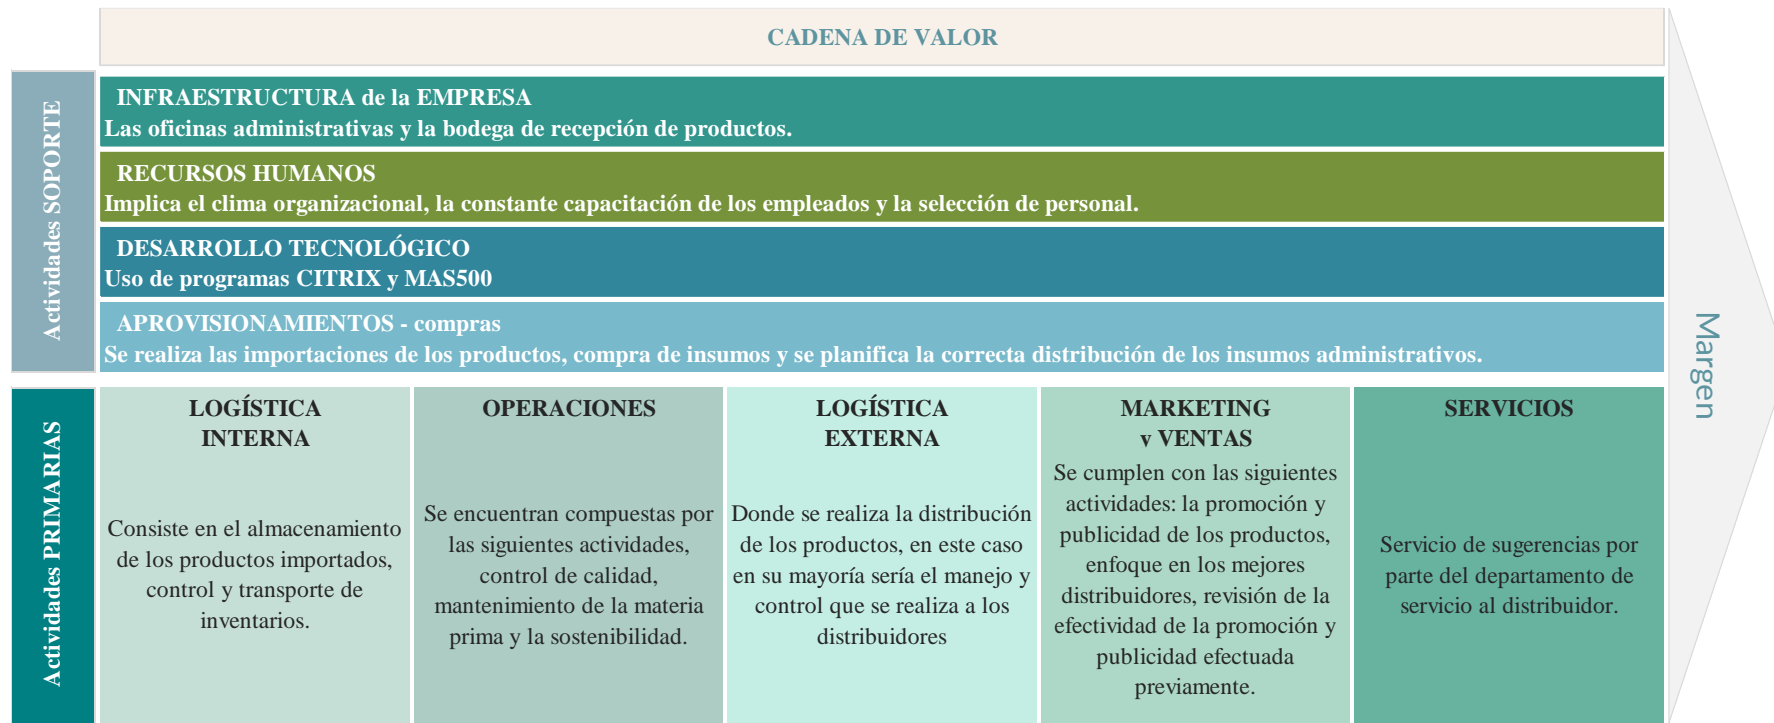 CADENA DE VALOR
Actividades SOPORTE
INFRAESTRUCTURA de la EMPRESA
Las oficinas administrativas y la bodega de recepción de productos.
RECURSOS HUMANOS
Implica el clima organizacional, la constante capacitación de los empleados y la selección de personal.
DESARROLLO TECNOLÓGICO
Uso de programas CITRIX y MAS500
APROVISIONAMIENTOS - compras
Se realiza las importaciones de los productos, compra de insumos y se planifica la correcta distribución de los insumos administrativos.
Actividades PRIMARIAS
LOGÍSTICA
INTERNA
Consiste en el almacenamiento
de los productos importados,
control y transporte de
inventarios.
OPERACIONES
Se encuentran compuestas por
las siguientes actividades,
control de calidad,
mantenimiento de la materia
prima y la sostenibilidad.
LOGÍSTICA
EXTERNA
Donde se realiza la distribución
de los productos, en este caso
en su mayoría sería el manejo y
control que se realiza a los
distribuidores
MARKETING
y VENTAS
Se cumplen con las siguientes
actividades: la promoción y
publicidad de los productos,
enfoque en los mejores
distribuidores, revisión de la
efectividad de la promoción y
publicidad efectuada
previamente.
SERVICIOS
Servicio de sugerencias por
parte del departamento de
servicio al distribuidor.
Margen